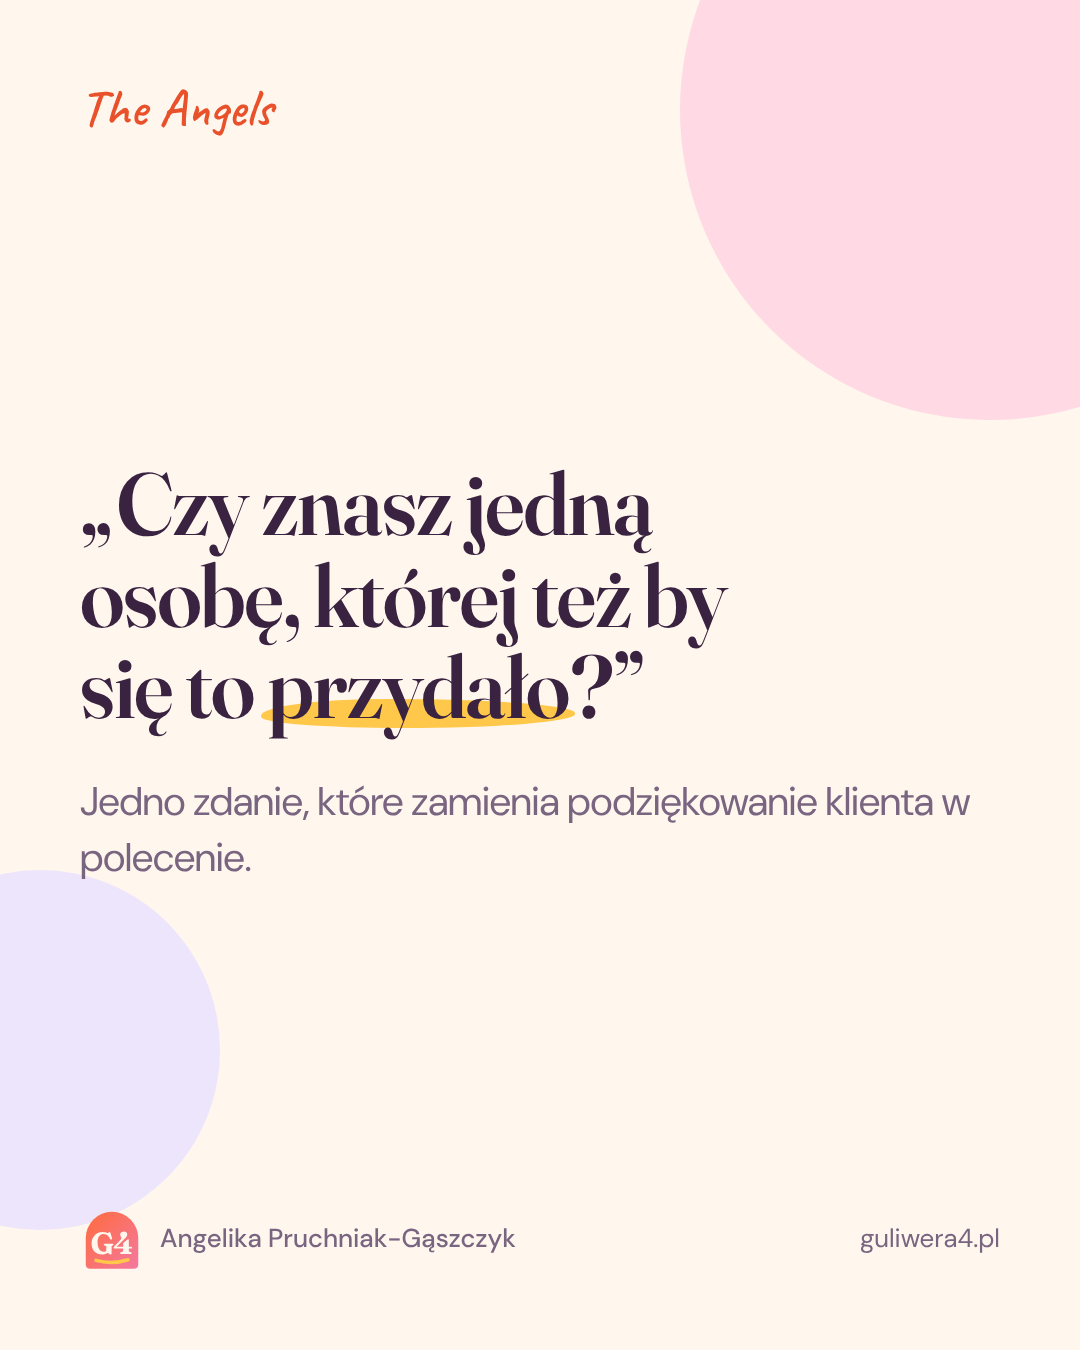 The Angels
„Czy znasz jedną
osobę, której też by
się to przydało?”
Jedno zdanie, które zamienia podziękowanie klienta w
polecenie.
G4 Angelika Pruchniak-Gąszczyk guliwera4.pl